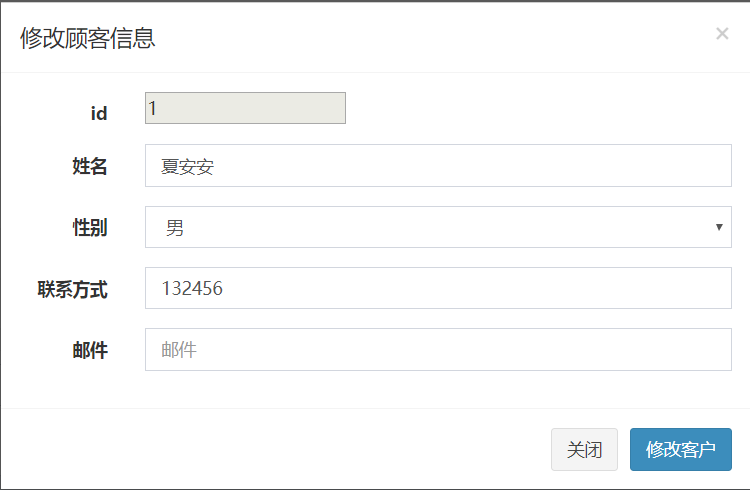 修改顾客信息 ×
id 1
姓名 夏安安
性别 男
联系方式 132456
邮件 邮件
关闭 修改客户